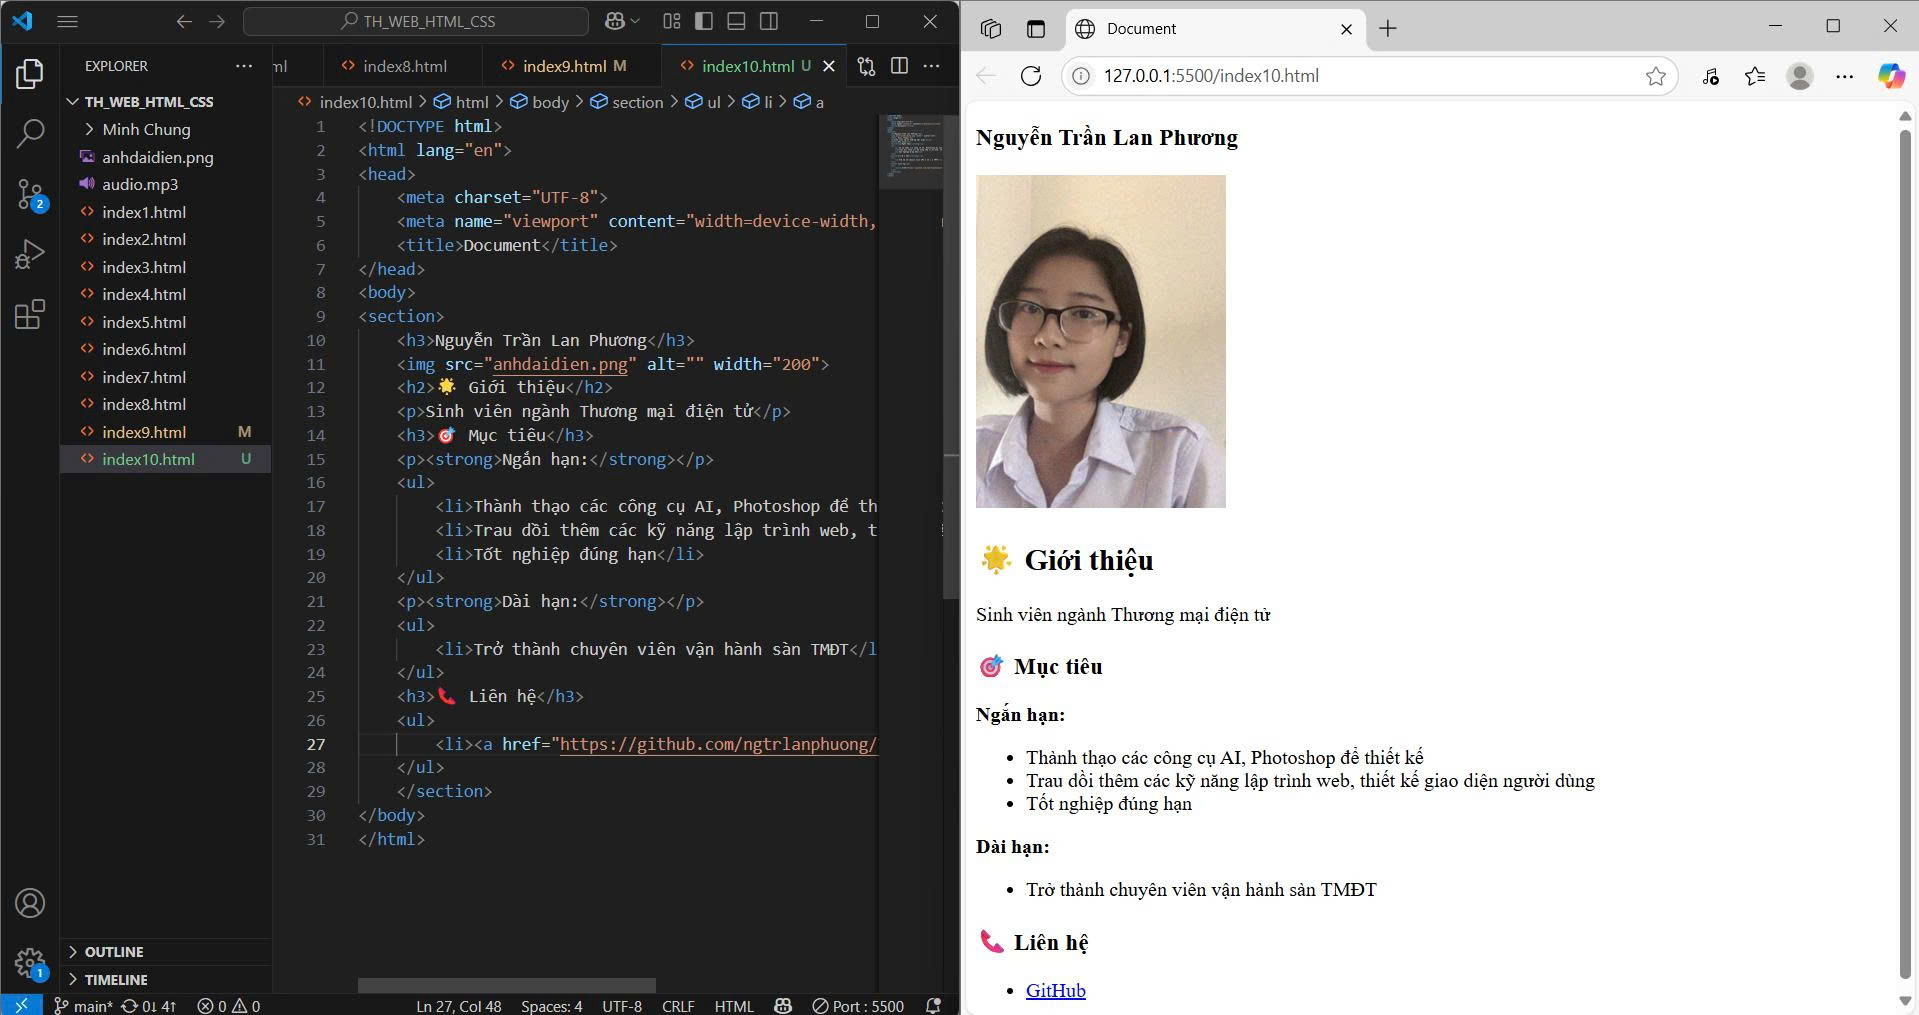 TH_WEB_HTML_CSS
EXPLORER
TH_WEB_HTML_CSS
Minh Chung
anhdaidien.png
audio.mp3
index1.html
index2.html
index3.html
index4.html
index5.html
index6.html
index7.html
index8.html
index9.html M
index10.html U
OUTLINE
TIMELINE
2
1
ml index8.html index9.html M index10.html U
index10.html > html > body > section > ul > li > a
1 <!DOCTYPE html>
2 <html lang="en">
3 <head>
4 <meta charset="UTF-8">
5 <meta name="viewport" content="width=device-width,
6 <title>Document</title>
7 </head>
8 <body>
9 <section>
10 <h3>Nguyễn Trần Lan Phương</h3>
11 <img src="anhdaidien.png" alt="" width="200">
12 <h2>🌟 Giới thiệu</h2>
13 <p>Sinh viên ngành Thương mại điện tử</p>
14 <h3>🎯 Mục tiêu</h3>
15 <p><strong>Ngắn hạn:</strong></p>
16 <ul>
17 <li>Thành thạo các công cụ AI, Photoshop để th
18 <li>Trau dồi thêm các kỹ năng lập trình web, t
19 <li>Tốt nghiệp đúng hạn</li>
20 </ul>
21 <p><strong>Dài hạn:</strong></p>
22 <ul>
23 <li>Trở thành chuyên viên vận hành sàn TMĐT</l
24 </ul>
25 <h3>📞 Liên hệ</h3>
26 <ul>
27 <li><a href="https://github.com/ngtrlanphuong/
28 </ul>
29 </section>
30 </body>
31 </html>
main* 0↓ 4↑ 0 0 Ln 27, Col 48 Spaces: 4 UTF-8 CRLF HTML Port : 5500
Document
127.0.0.1:5500/index10.html
Nguyễn Trần Lan Phương
🌟 Giới thiệu
Sinh viên ngành Thương mại điện tử
🎯 Mục tiêu
Ngắn hạn:
• Thành thạo các công cụ AI, Photoshop để thiết kế
• Trau dồi thêm các kỹ năng lập trình web, thiết kế giao diện người dùng
• Tốt nghiệp đúng hạn
Dài hạn:
• Trở thành chuyên viên vận hành sàn TMĐT
📞 Liên hệ
• GitHub